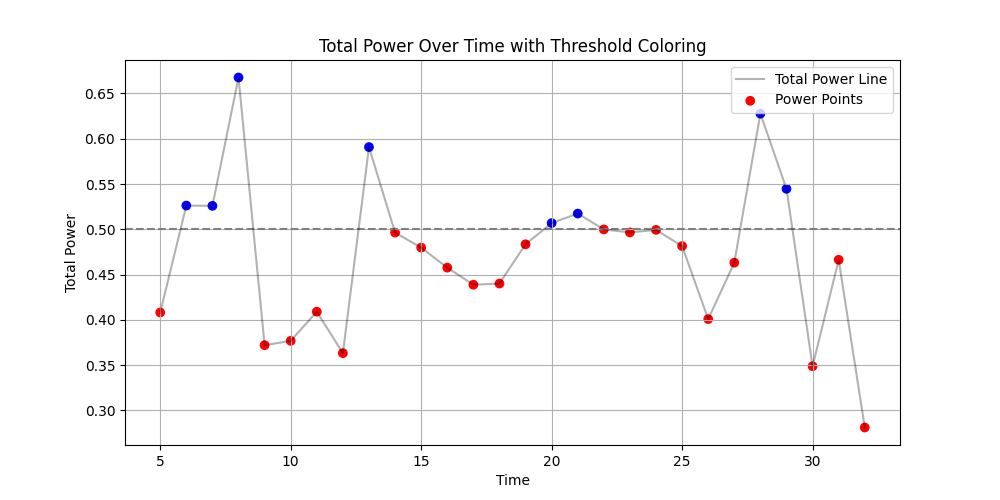 Total Power Over Time with Threshold Coloring
Total Power Line
Power Points
Total Power
0.65
0.60
0.55
0.50
0.45
0.40
0.35
0.30
5 10 15 20 25 30
Time